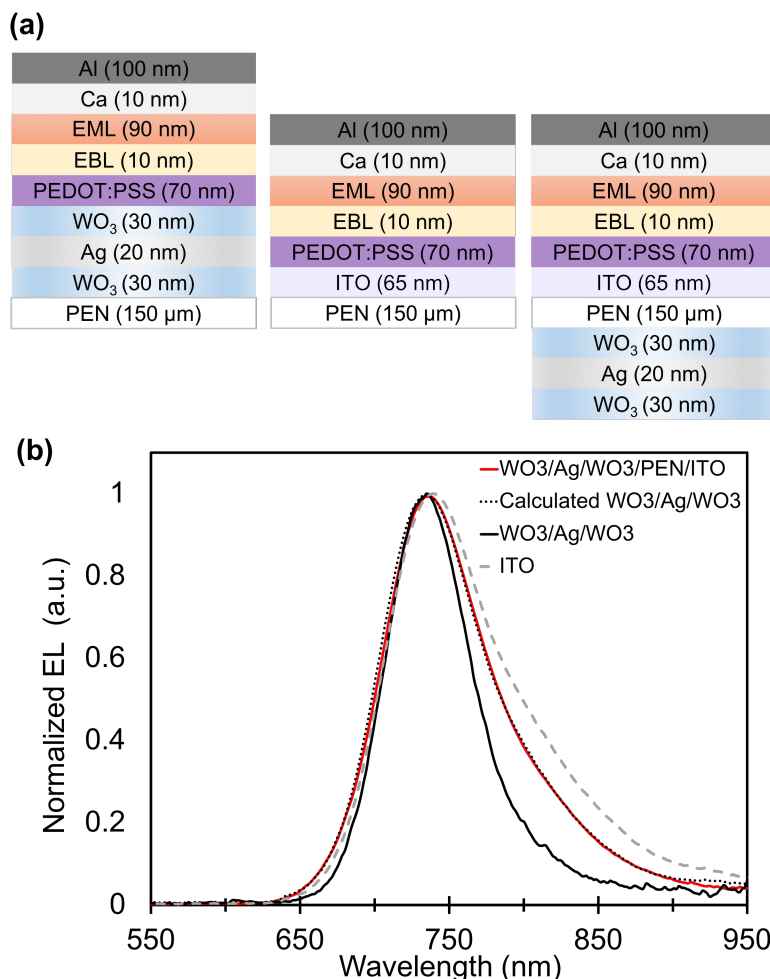 (a)
Al (100 nm)
Ca (10 nm)
EML (90 nm)
EBL (10 nm)
PEDOT:PSS (70 nm)
WO₃ (30 nm)
Ag (20 nm)
WO₃ (30 nm)
PEN (150 µm)
Al (100 nm)
Ca (10 nm)
EML (90 nm)
EBL (10 nm)
PEDOT:PSS (70 nm)
ITO (65 nm)
PEN (150 µm)
Al (100 nm)
Ca (10 nm)
EML (90 nm)
EBL (10 nm)
PEDOT:PSS (70 nm)
ITO (65 nm)
PEN (150 µm)
WO₃ (30 nm)
Ag (20 nm)
WO₃ (30 nm)
(b)
WO3/Ag/WO3/PEN/ITO
Calculated WO3/Ag/WO3
WO3/Ag/WO3
ITO
Normalized EL (a.u.)
1
0.8
0.6
0.4
0.2
0
550
650
750
850
950
Wavelength (nm)